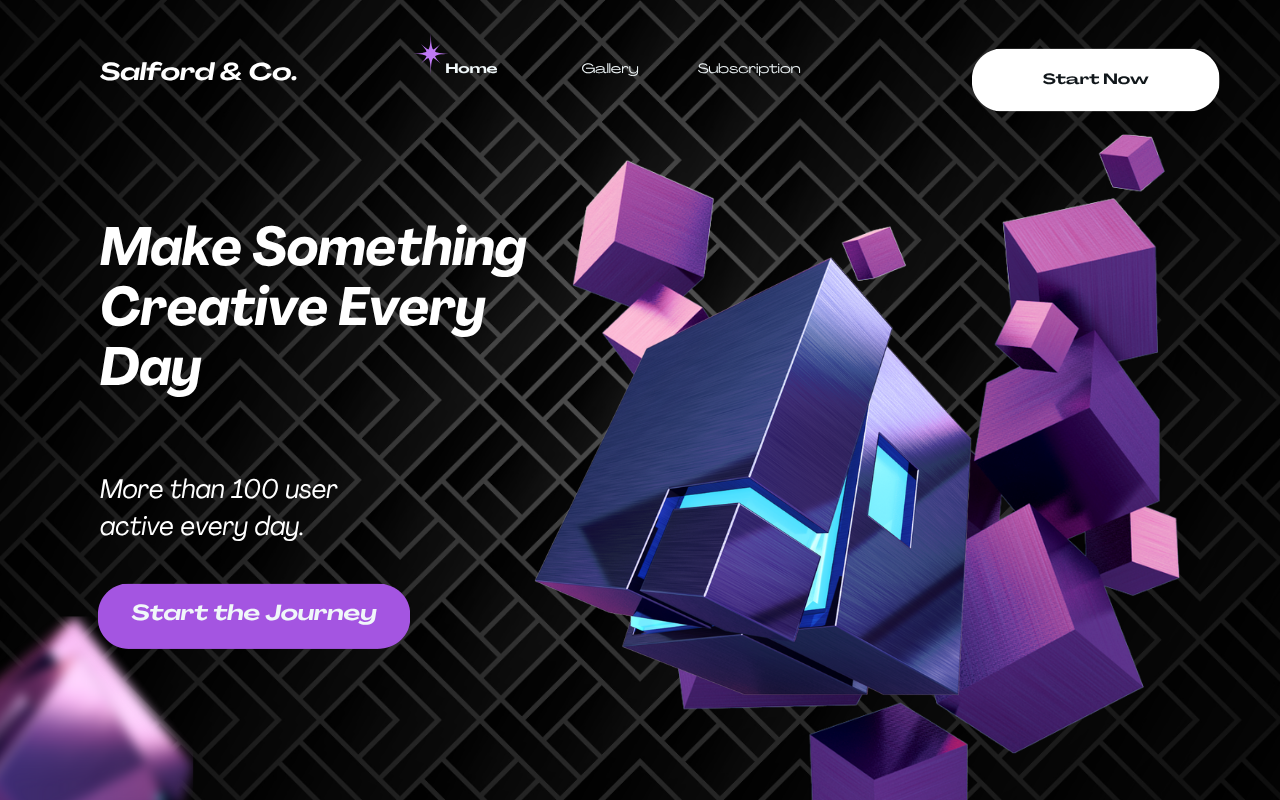 Salford & Co.
Home
Gallery
Subscription
Start Now
Make Something
Creative Every
Day
More than 100 user
active every day.
Start the Journey